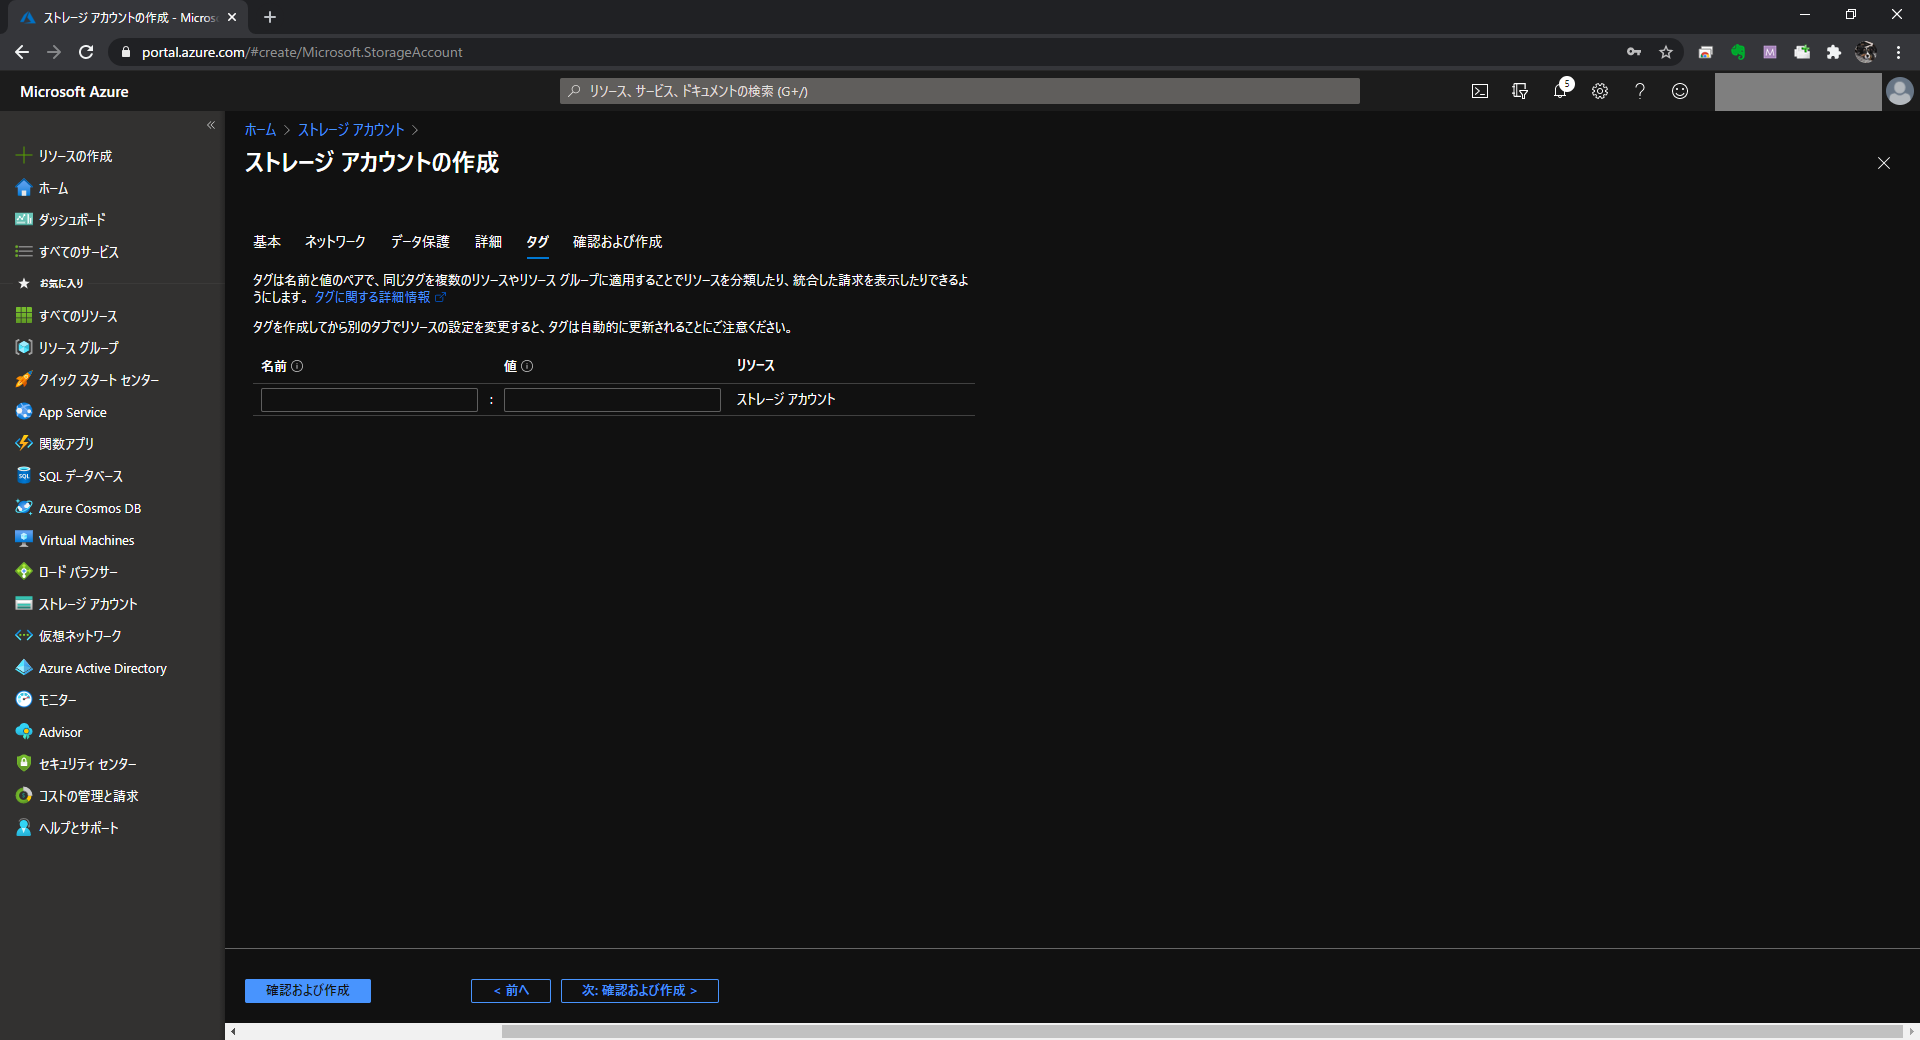 ストレージ アカウントの作成 - Micros
portal.azure.com/#create/Microsoft.StorageAccount
Microsoft Azure
リソース、サービス、ドキュメントの検索 (G+/)
5
リソースの作成
ホーム
ダッシュボード
すべてのサービス
お気に入り
すべてのリソース
リソース グループ
クイック スタート センター
App Service
関数アプリ
SQL データベース
Azure Cosmos DB
Virtual Machines
ロード バランサー
ストレージ アカウント
仮想ネットワーク
Azure Active Directory
モニター
Advisor
セキュリティ センター
コストの管理と請求
ヘルプとサポート
ホーム > ストレージ アカウント >
ストレージ アカウントの作成
基本 ネットワーク データ保護 詳細 タグ 確認および作成
タグは名前と値のペアで、同じタグを複数のリソースやリソース グループに適用することでリソースを分類したり、統合した請求を表示したりできるよ
うにします。 タグに関する詳細情報
タグを作成してから別のタブでリソースの設定を変更すると、タグは自動的に更新されることにご注意ください。
名前 値 リソース
: ストレージ アカウント
確認および作成 < 前へ 次: 確認および作成 >